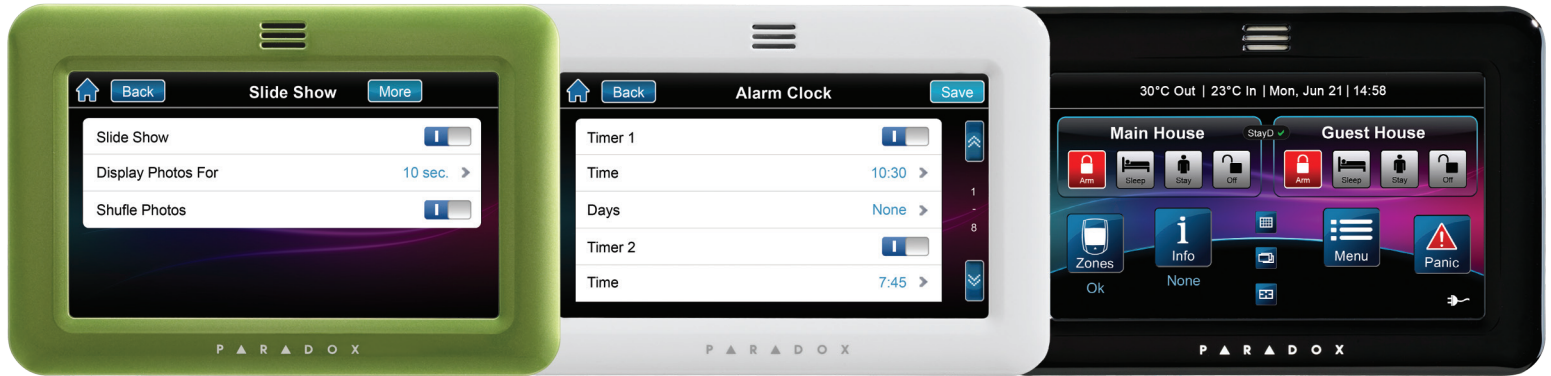 Back Slide Show More
Slide Show I
Display Photos For 10 sec. >
Shufle Photos I
PARADOX
Back Alarm Clock Save
Timer 1 I
Time 10:30 >
Days None >
Timer 2 I
Time 7:45 >
1
-
8
PARADOX
30°C Out | 23°C In | Mon, Jun 21 | 14:58
Main House StayD ✓ Guest House
Arm Sleep Stay Off Arm Sleep Stay Off
Zones Info Menu Panic
Ok None
PARADOX